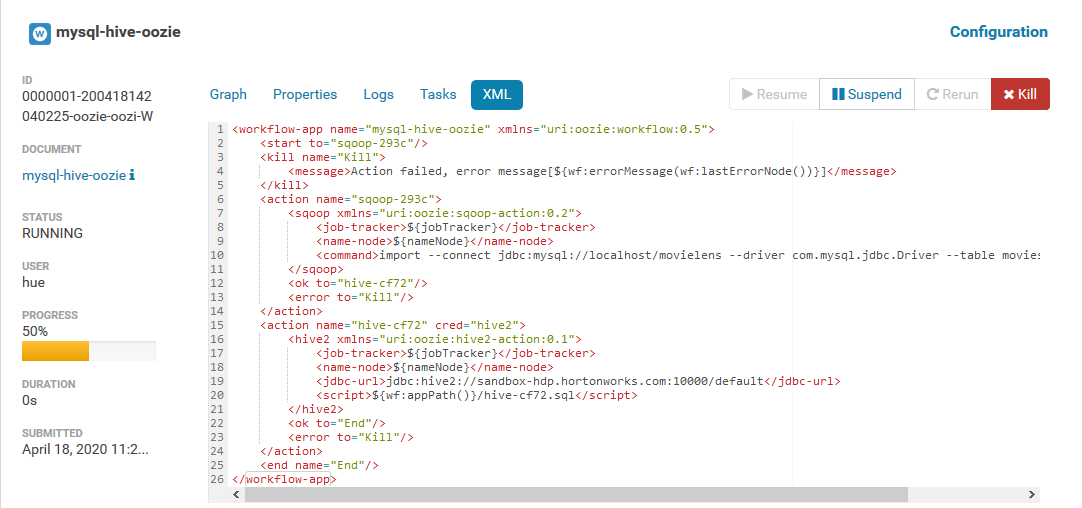 mysql-hive-oozie
Configuration
ID
0000001-200418142
040225-oozie-oozi-W
DOCUMENT
mysql-hive-oozie
STATUS
RUNNING
USER
hue
PROGRESS
50%
DURATION
0s
SUBMITTED
April 18, 2020 11:2...
Graph Properties Logs Tasks XML
Resume Suspend Rerun Kill
1 <workflow-app name="mysql-hive-oozie" xmlns="uri:oozie:workflow:0.5">
2 <start to="sqoop-293c"/>
3 <kill name="Kill">
4 <message>Action failed, error message[${wf:errorMessage(wf:lastErrorNode())}]</message>
5 </kill>
6 <action name="sqoop-293c">
7 <sqoop xmlns="uri:oozie:sqoop-action:0.2">
8 <job-tracker>${jobTracker}</job-tracker>
9 <name-node>${nameNode}</name-node>
10 <command>import --connect jdbc:mysql://localhost/movielens --driver com.mysql.jdbc.Driver --table movies
11 </sqoop>
12 <ok to="hive-cf72"/>
13 <error to="Kill"/>
14 </action>
15 <action name="hive-cf72" cred="hive2">
16 <hive2 xmlns="uri:oozie:hive2-action:0.1">
17 <job-tracker>${jobTracker}</job-tracker>
18 <name-node>${nameNode}</name-node>
19 <jdbc-url>jdbc:hive2://sandbox-hdp.hortonworks.com:10000/default</jdbc-url>
20 <script>${wf:appPath()}/hive-cf72.sql</script>
21 </hive2>
22 <ok to="End"/>
23 <error to="Kill"/>
24 </action>
25 <end name="End"/>
26 </workflow-app>